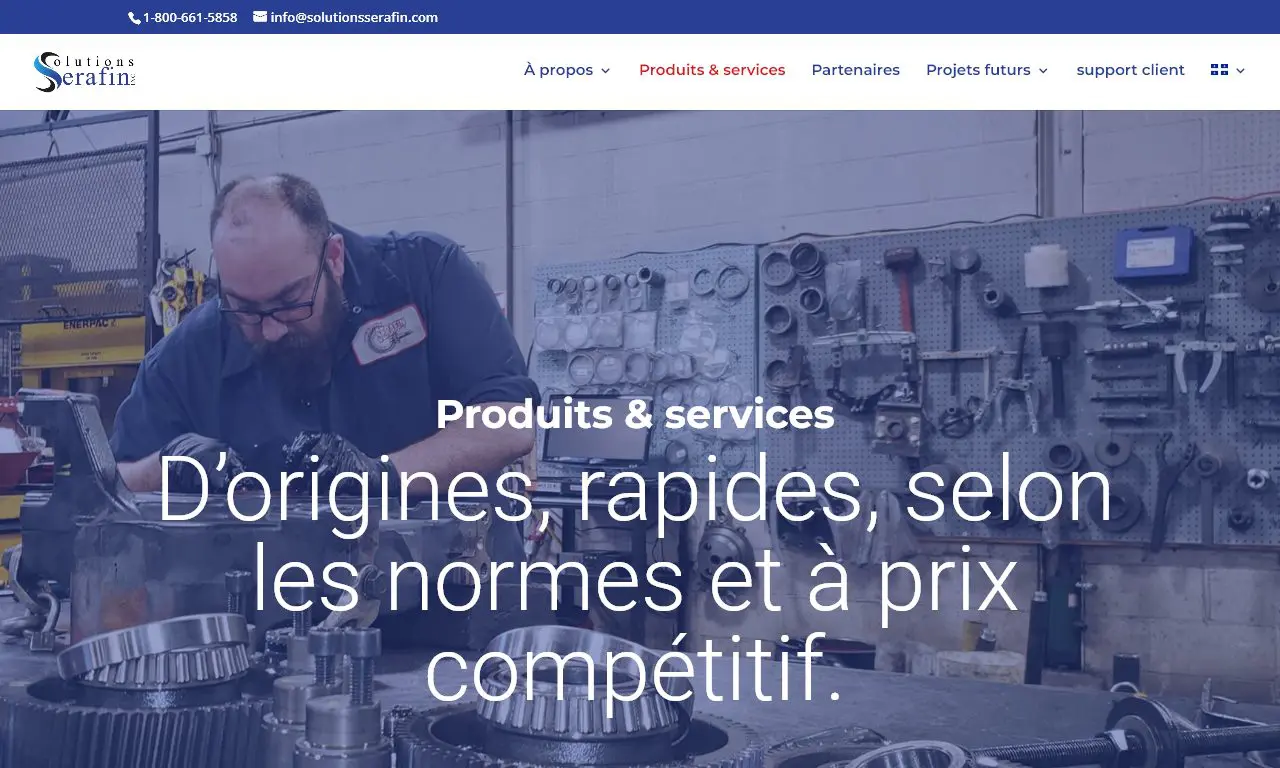 1-800-661-5858 info@solutionsserafin.com
Solutions
Serafin
À propos Produits & services Partenaires Projets futurs support client
ENERPAC
Produits & services
D’origines, rapides, selon
les normes et à prix
compétitif.